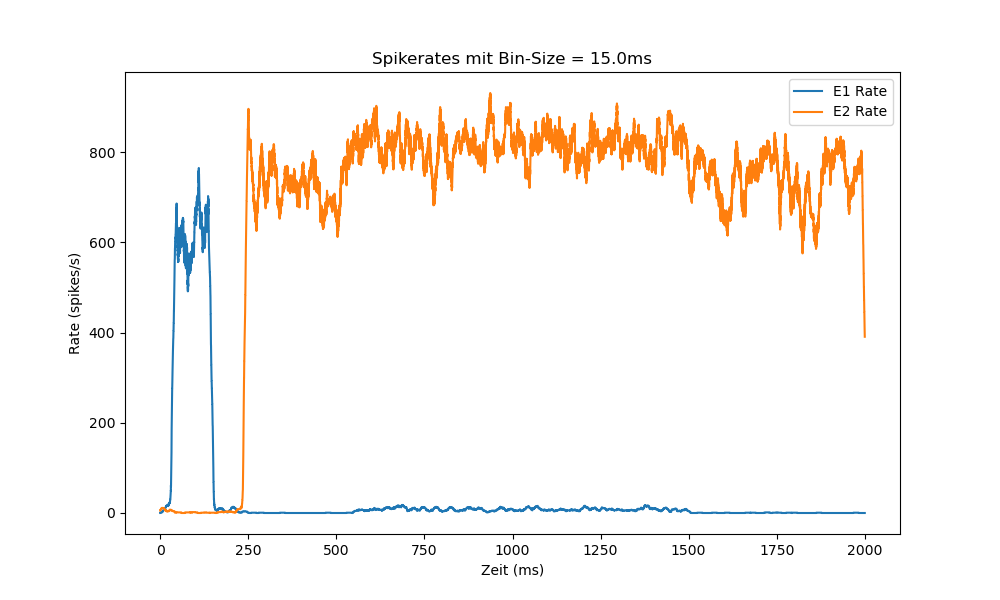 Spikerates mit Bin-Size = 15.0ms
E1 Rate
E2 Rate
800
600
400
200
0
Rate (spikes/s)
0 250 500 750 1000 1250 1500 1750 2000
Zeit (ms)